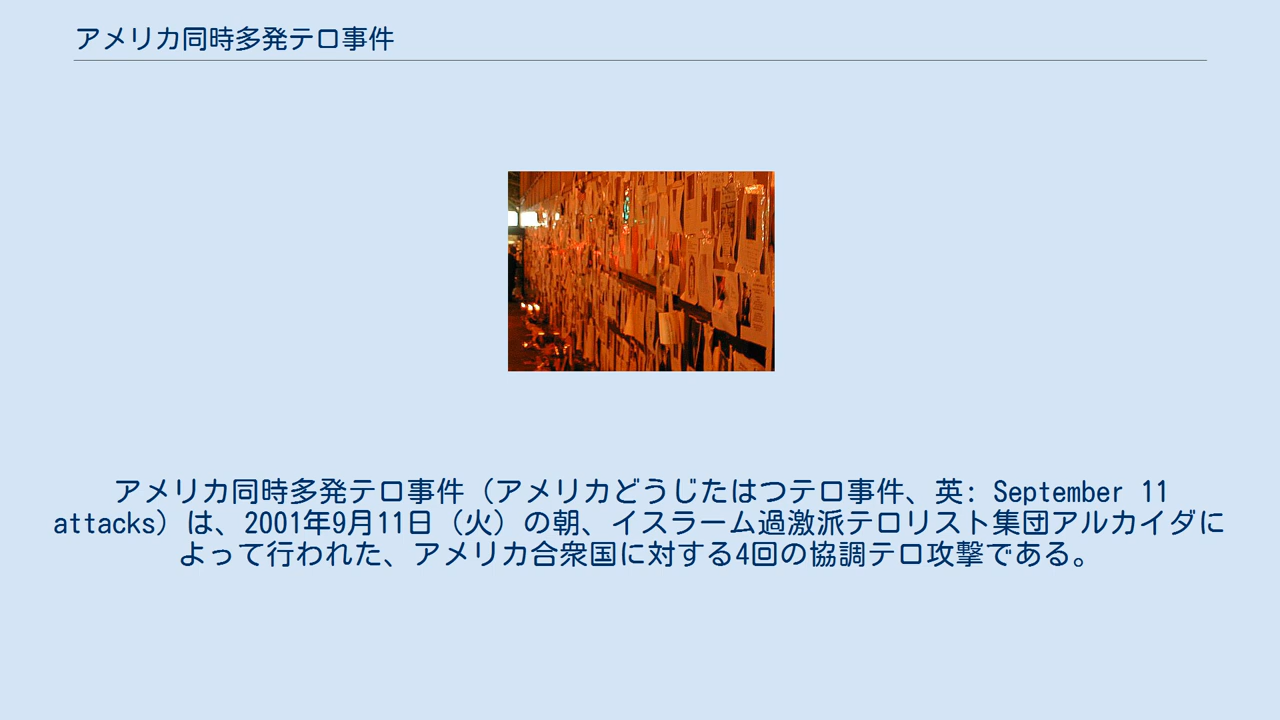 アメリカ同時多発テロ事件
アメリカ同時多発テロ事件（アメリカどうじたはつテロ事件、英: September 11
attacks）は、2001年9月11日（火）の朝、イスラーム過激派テロリスト集団アルカイダに
よって行われた、アメリカ合衆国に対する4回の協調テロ攻撃である。